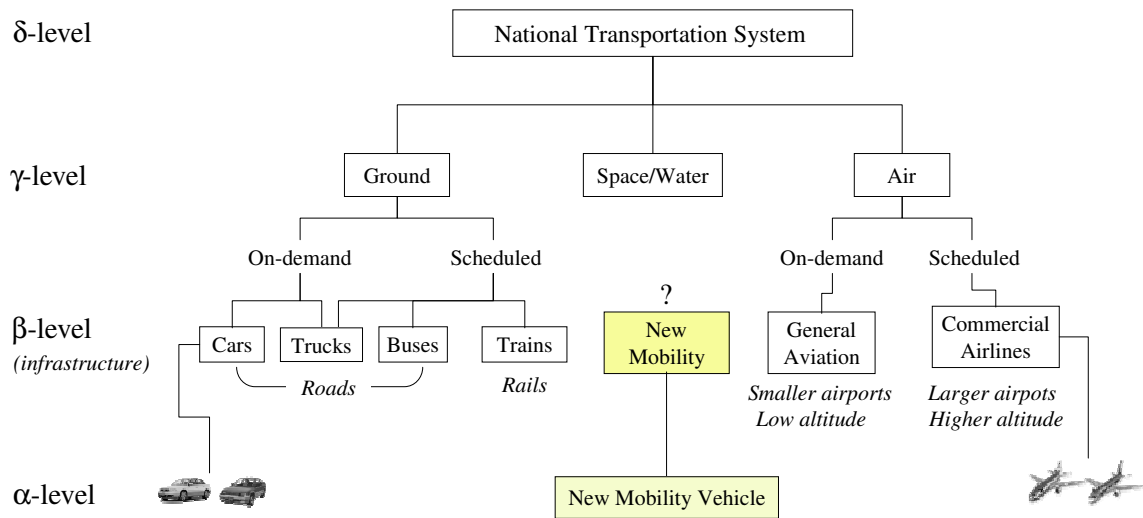 δ-level
National Transportation System
γ-level
Ground
Space/Water
Air
On-demand
Scheduled
On-demand
Scheduled
?
β-level
(infrastructure)
Cars
Trucks
Buses
Trains
New
Mobility
General
Aviation
Commercial
Airlines
Roads
Rails
Smaller airports
Low altitude
Larger airpots
Higher altitude
α-level
New Mobility Vehicle